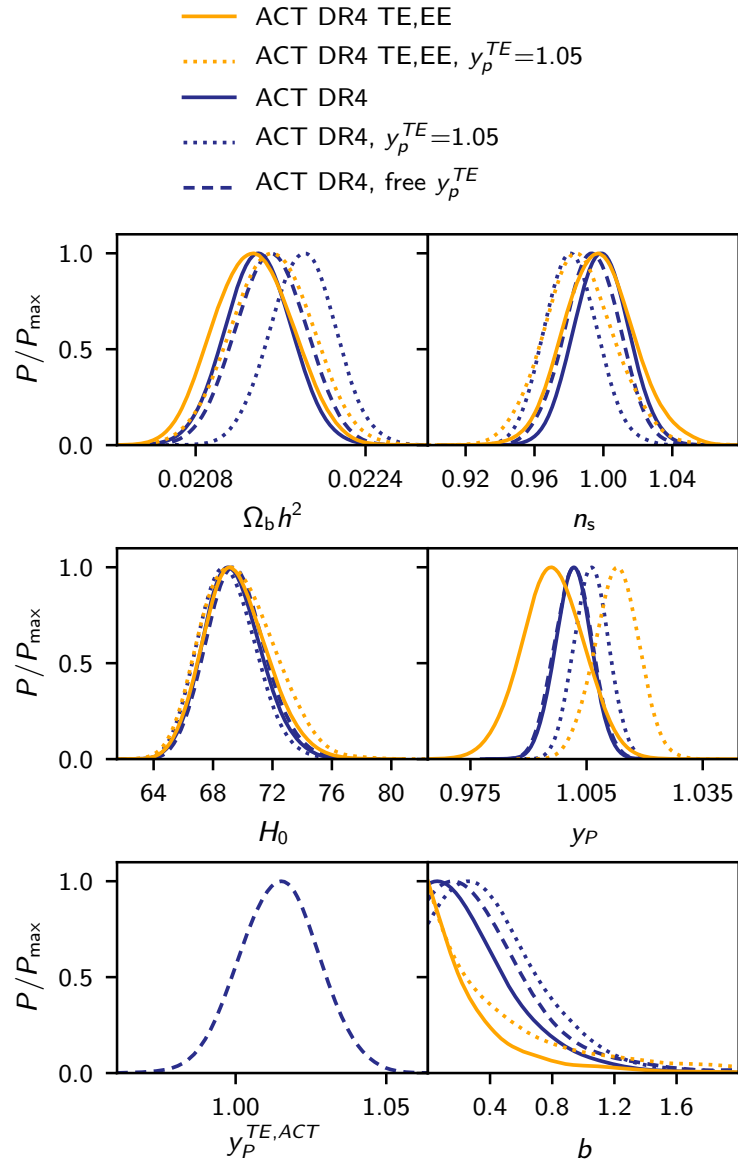 ACT DR4 TE,EE
ACT DR4 TE,EE, $y_p^{TE}$=1.05
ACT DR4
ACT DR4, $y_p^{TE}$=1.05
ACT DR4, free $y_p^{TE}$
1.0
0.5
0.0
P/P_max
0.0208 0.0224
Ω_b h²
0.92 0.96 1.00 1.04
n_s
1.0
0.5
0.0
P/P_max
64 68 72 76 80
H_0
0.975 1.005 1.035
y_P
1.0
0.5
0.0
P/P_max
1.00 1.05
$y_P^{TE,ACT}$
0.4 0.8 1.2 1.6
b